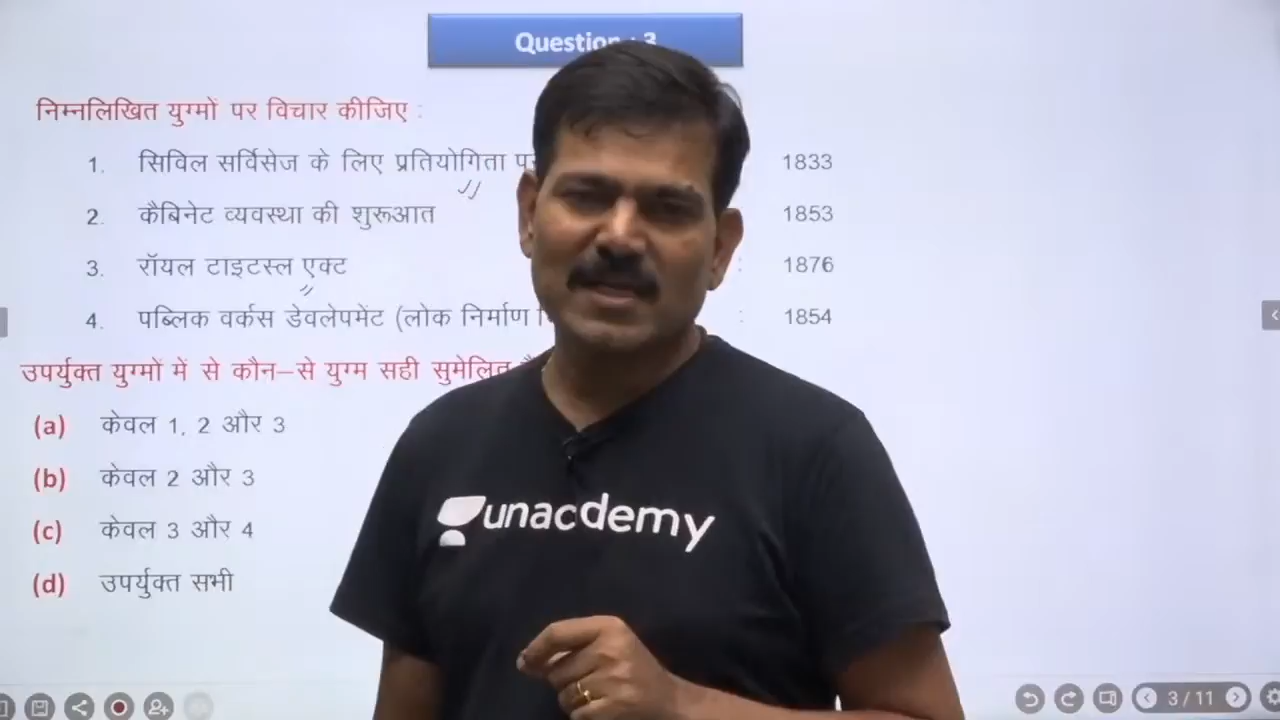 Question : 3
निम्नलिखित युग्मों पर विचार कीजिए :
1. सिविल सर्विसेज के लिए प्रतियोगिता 1833
2. कैबिनेट व्यवस्था की शुरूआत 1853
3. रॉयल टाइटस्ल एक्ट : 1876
4. पब्लिक वर्कस डेवलेपमेंट (लोक निर्माण : 1854
उपर्युक्त युग्मों में से कौन–से युग्म सही सुमेलित
(a) केवल 1, 2 और 3
(b) केवल 2 और 3
(c) केवल 3 और 4
(d) उपर्युक्त सभी
unacdemy
3 / 11